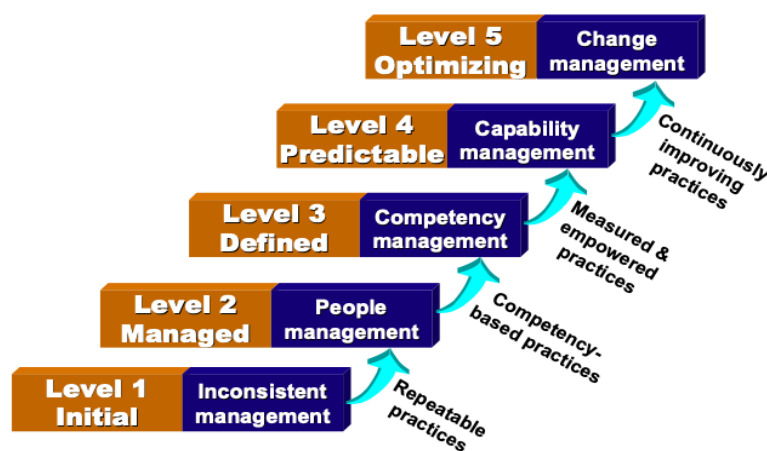 Level 5
Optimizing
Change
management
Level 4
Predictable
Capability
management
Continuously
improving
practices
Level 3
Defined
Competency
management
Measured &
empowered
practices
Level 2
Managed
People
management
Competency-
based practices
Level 1
Initial
Inconsistent
management
Repeatable
practices